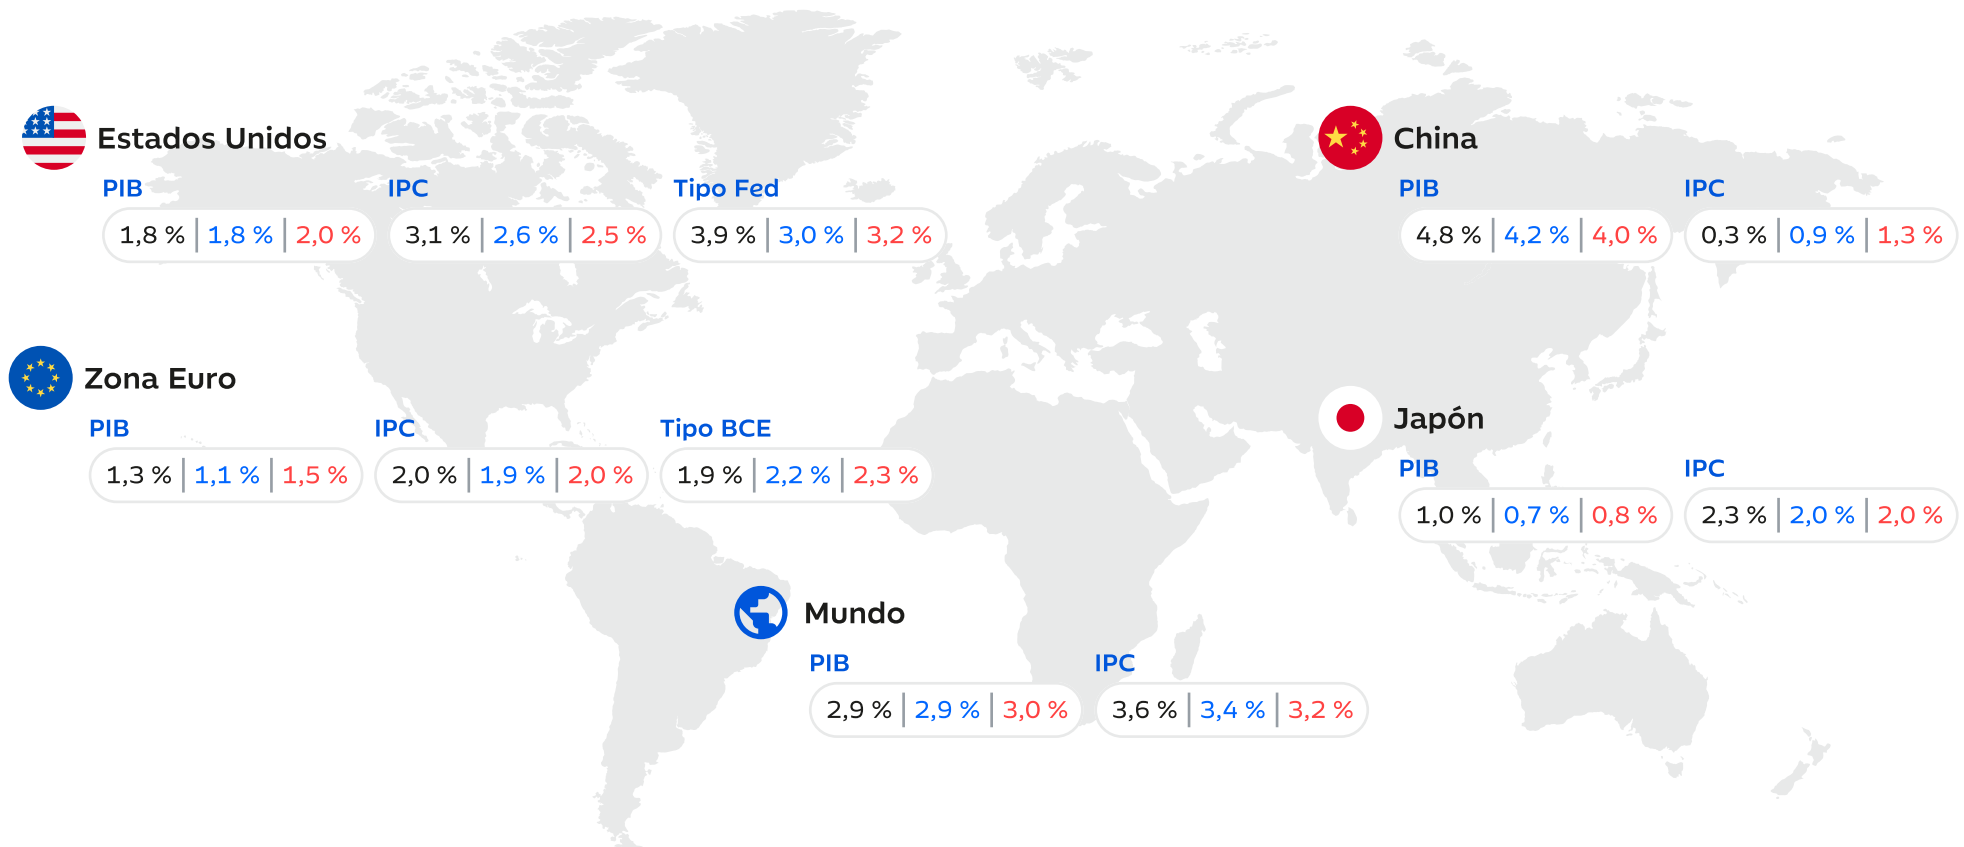 Estados Unidos
PIB IPC Tipo Fed
1,8 % | 1,8 % | 2,0 % 3,1 % | 2,6 % | 2,5 % 3,9 % | 3,0 % | 3,2 %
China
PIB IPC
4,8 % | 4,2 % | 4,0 % 0,3 % | 0,9 % | 1,3 %
Zona Euro
PIB IPC Tipo BCE
1,3 % | 1,1 % | 1,5 % 2,0 % | 1,9 % | 2,0 % 1,9 % | 2,2 % | 2,3 %
Japón
PIB IPC
1,0 % | 0,7 % | 0,8 % 2,3 % | 2,0 % | 2,0 %
Mundo
PIB IPC
2,9 % | 2,9 % | 3,0 % 3,6 % | 3,4 % | 3,2 %